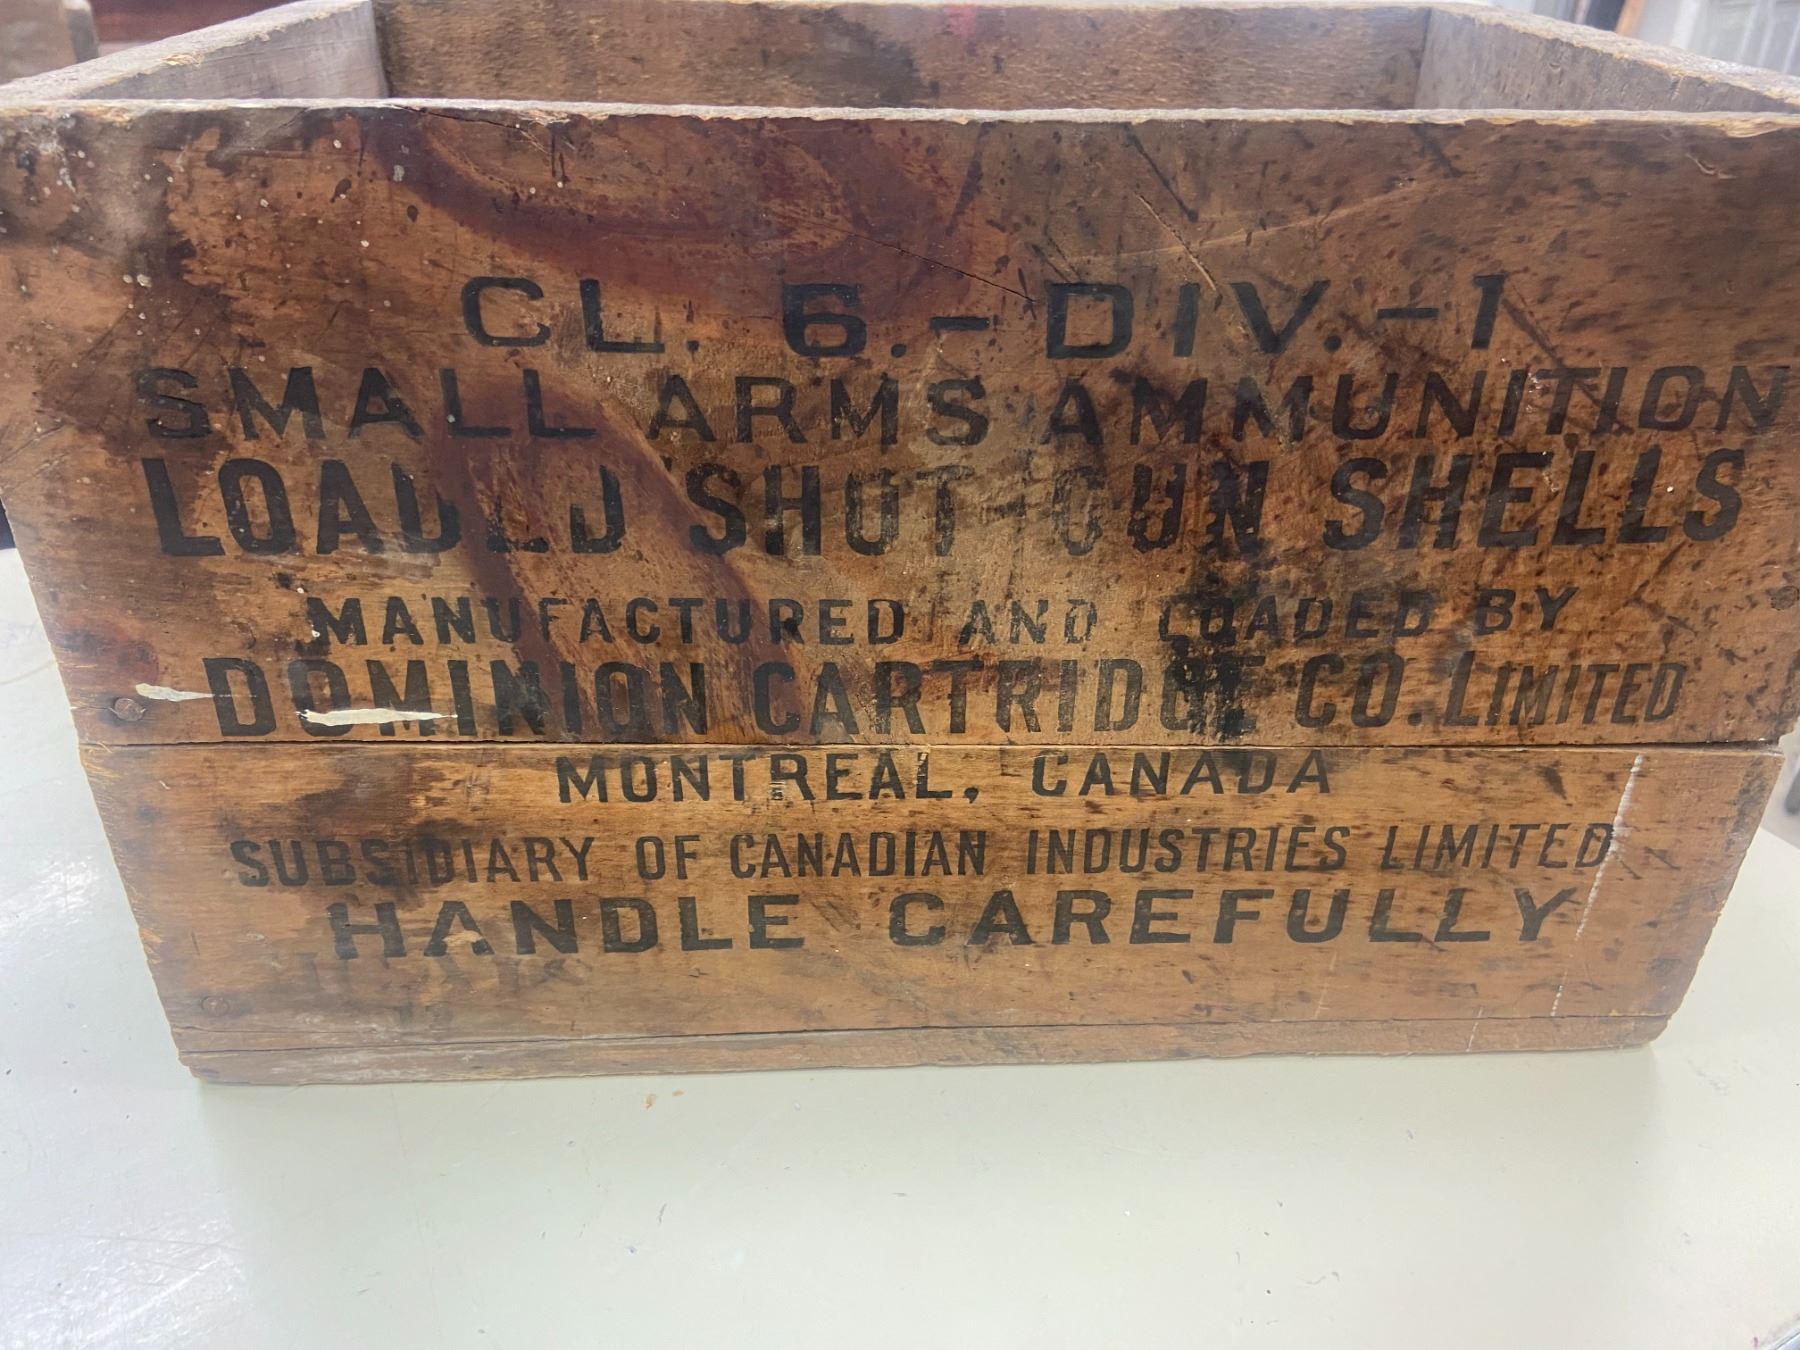 CL. 6. - DIV. - 1
SMALL ARMS AMMUNITION
LOADED SHOT-GUN SHELLS
MANUFACTURED AND LOADED BY
DOMINION CARTRIDGE CO. LIMITED
MONTREAL, CANADA
SUBSIDIARY OF CANADIAN INDUSTRIES LIMITED
HANDLE CAREFULLY